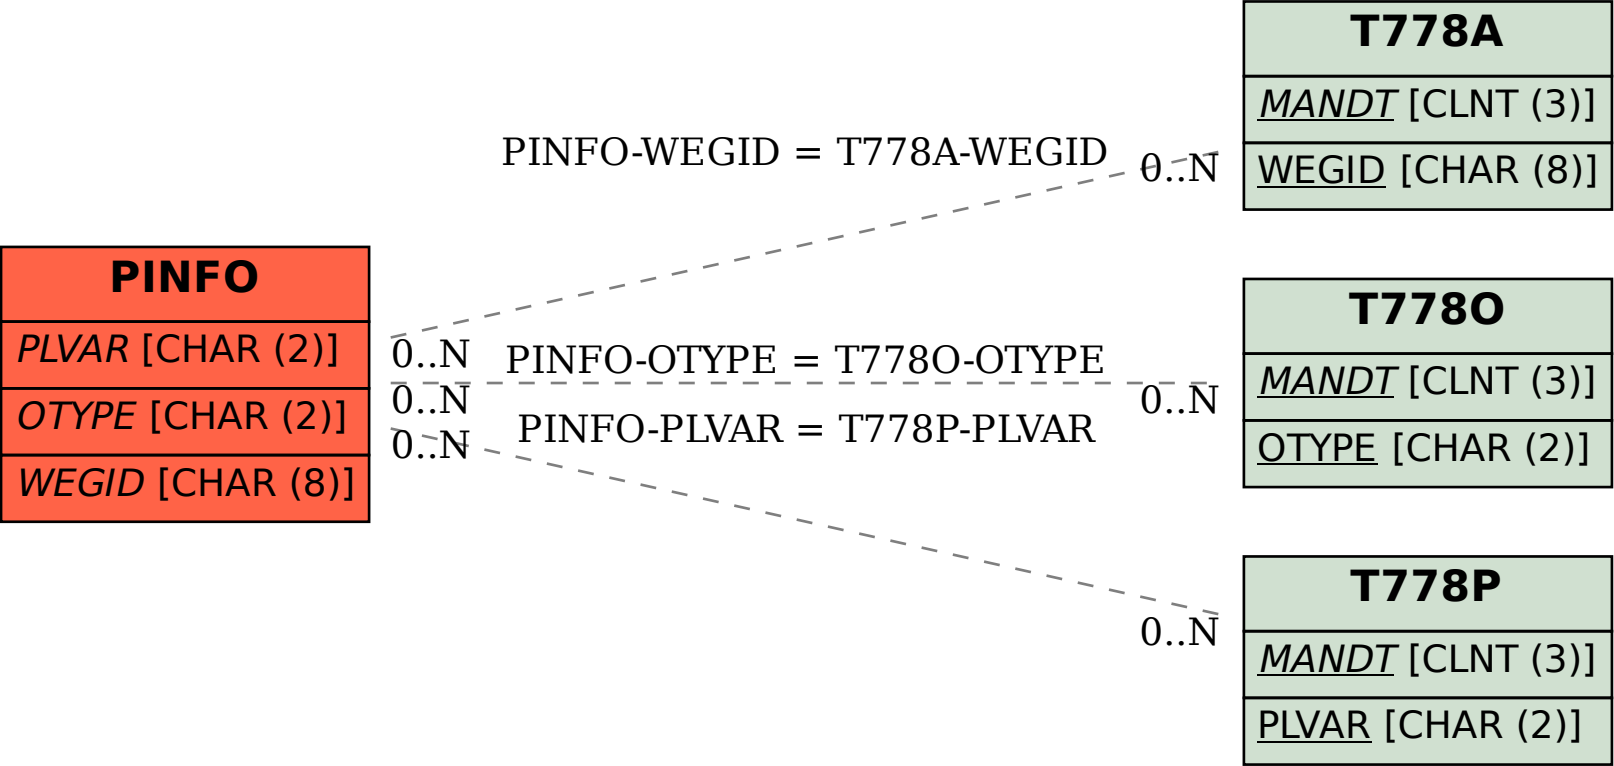 PINFO
PLVAR [CHAR (2)]
OTYPE [CHAR (2)]
WEGID [CHAR (8)]
PINFO-WEGID = T778A-WEGID
0..N
0..N
PINFO-OTYPE = T778O-OTYPE
0..N
0..N
PINFO-PLVAR = T778P-PLVAR
0..N
0..N
T778A
MANDT [CLNT (3)]
WEGID [CHAR (8)]
T778O
MANDT [CLNT (3)]
OTYPE [CHAR (2)]
T778P
MANDT [CLNT (3)]
PLVAR [CHAR (2)]